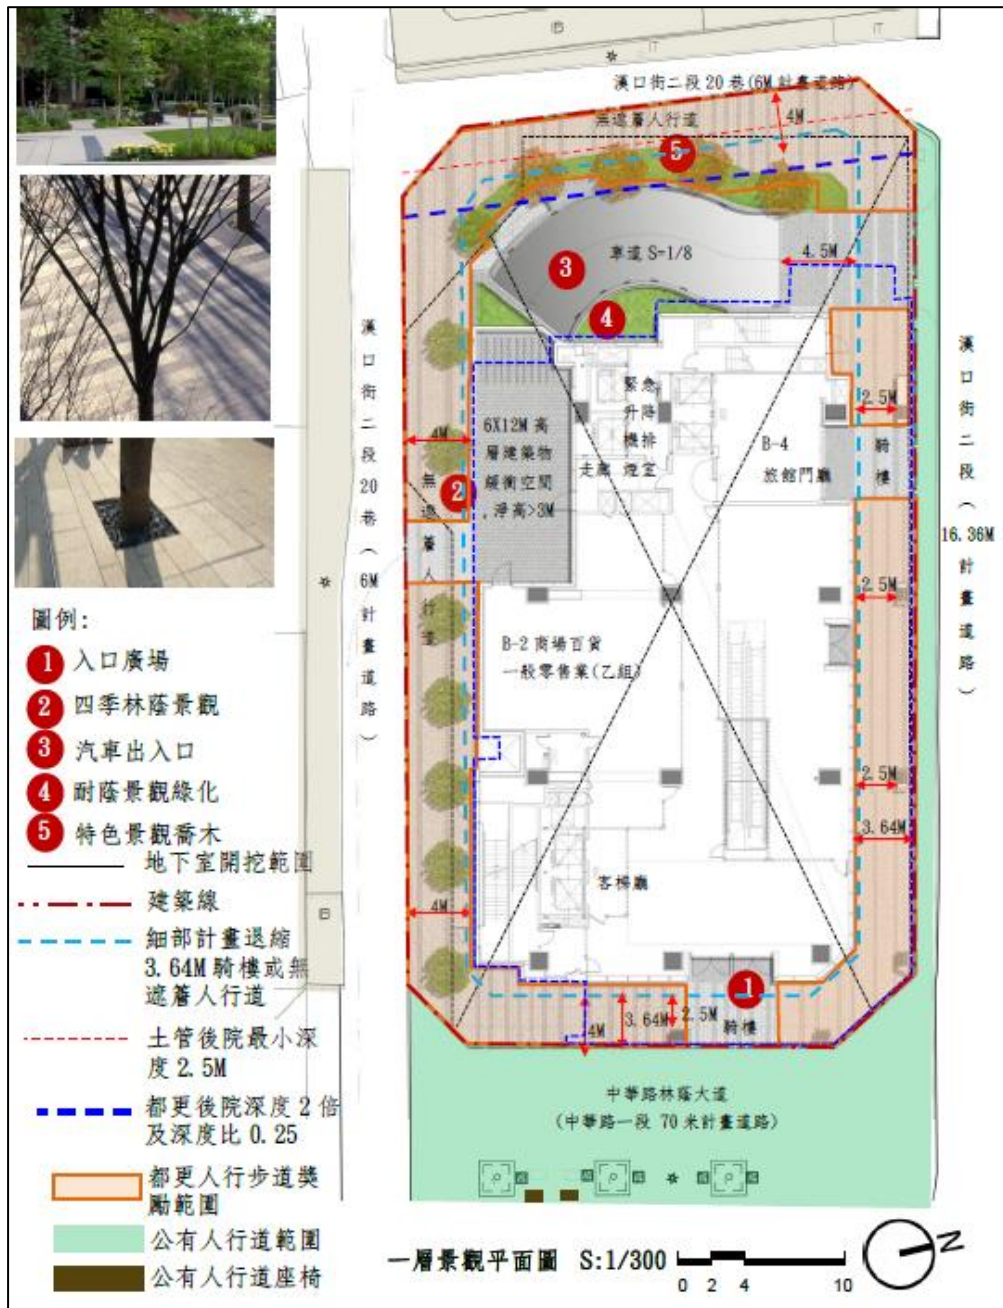 漢口街二段20巷(6M計畫道路)
無遮簷人行道
4M
5
車道 S=1/8
4.5M
3
4
漢口街二段20巷(6M計畫道路)
4M
無遮簷人行道
2
6X12M 高
層建築物
緩衝空間
,淨高>3M
緊急
升降
機排
煙室
走廊
B-4
旅館門廳
2.5M
騎樓
漢口街二段(16.36M計畫道路)
2.5M
B-2 商場百貨
一般零售業(乙組)
2.5M
3.64M
客梯廳
4M
1
4M
3.64M
2.5M
騎樓
中華路林蔭大道
(中華路一段 70米計畫道路)
圖例:
1 入口廣場
2 四季林蔭景觀
3 汽車出入口
4 耐蔭景觀綠化
5 特色景觀喬木
地下室開挖範圍
建築線
細部計畫退縮
3.64M 騎樓或無
遮簷人行道
土管後院最小深
度 2.5M
都更後院深度 2 倍
及深度比 0.25
都更人行步道獎
勵範圍
公有人行道範圍
公有人行道座椅
一層景觀平面圖 S:1/300
0 2 4 10
N